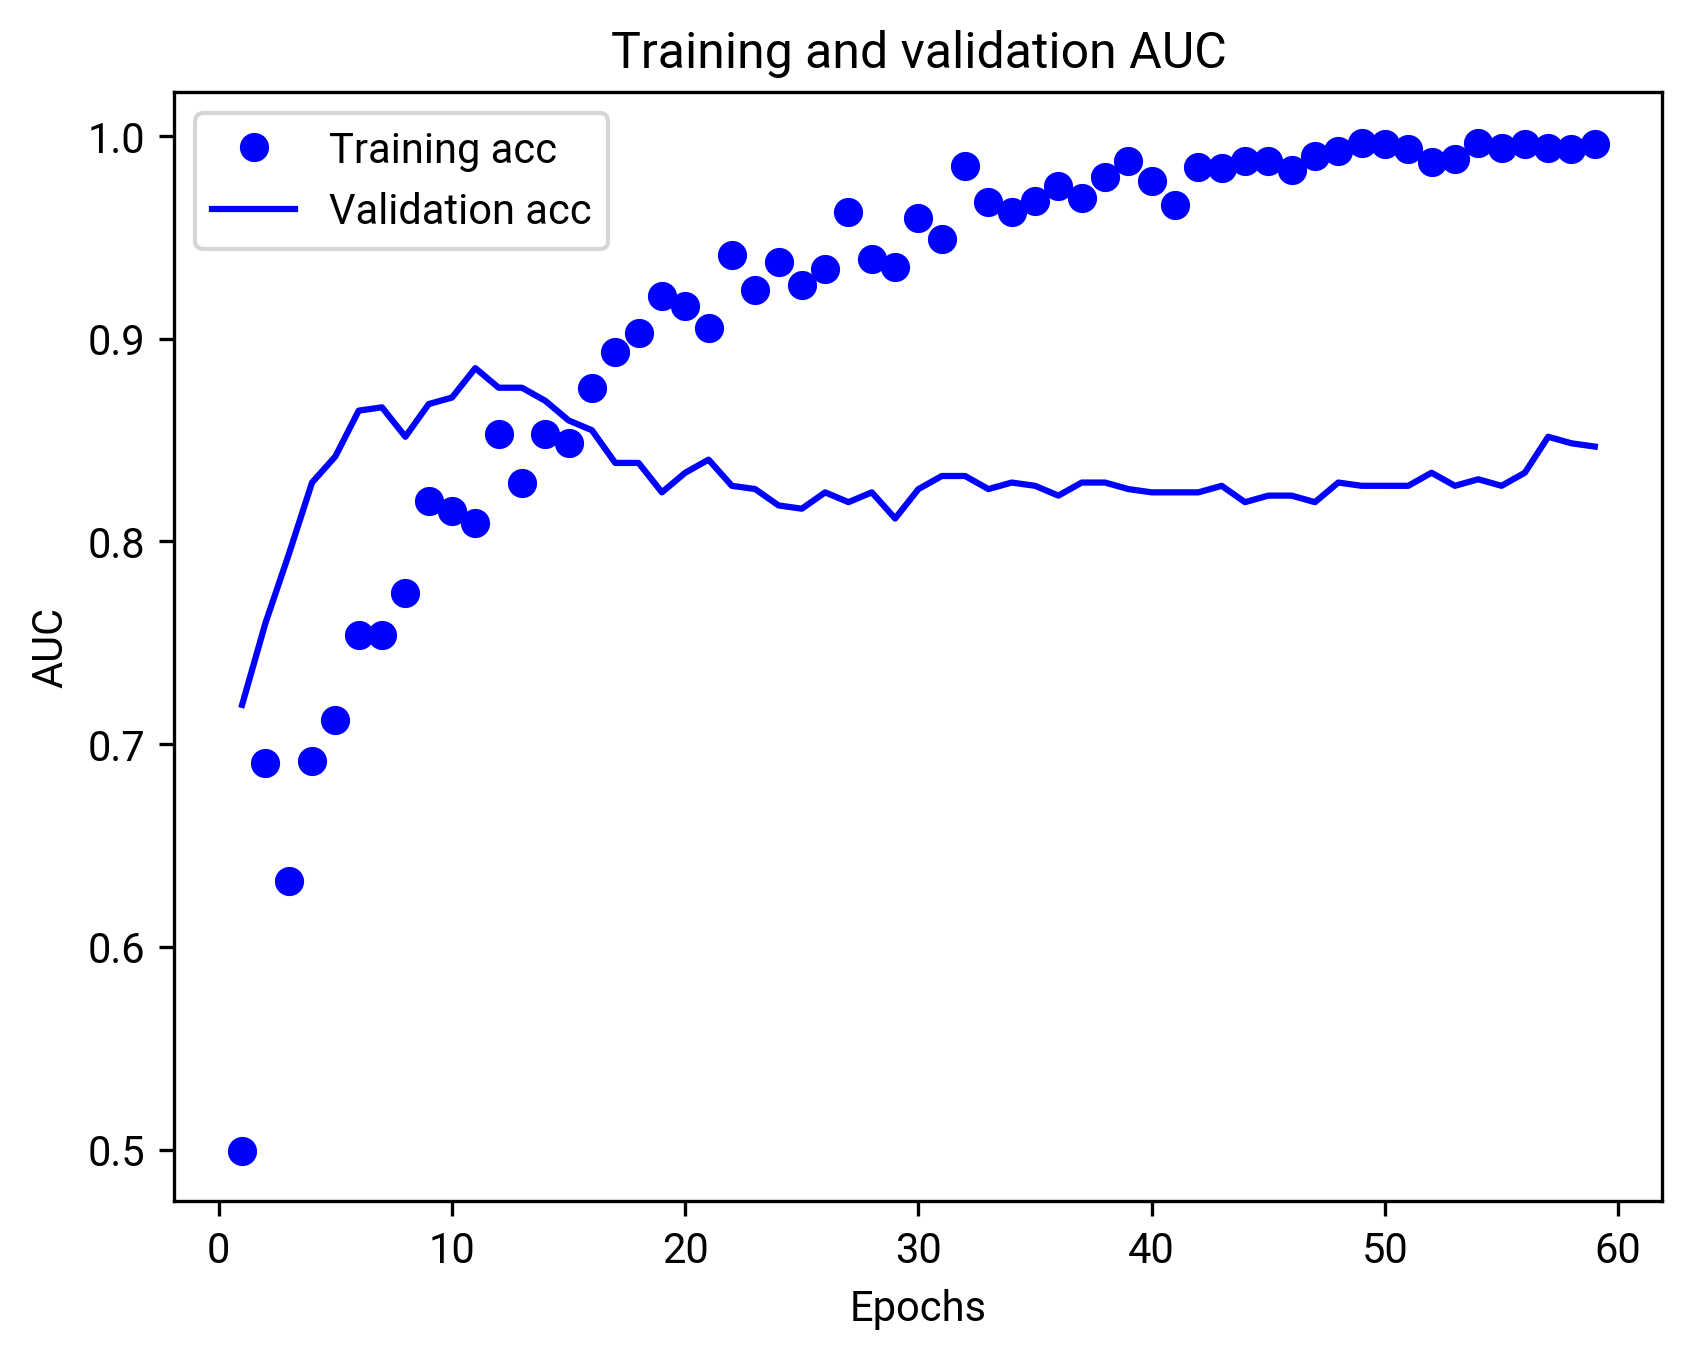 Training and validation AUC
Training acc
Validation acc
1.0
0.9
0.8
0.7
0.6
0.5
AUC
0 10 20 30 40 50 60
Epochs